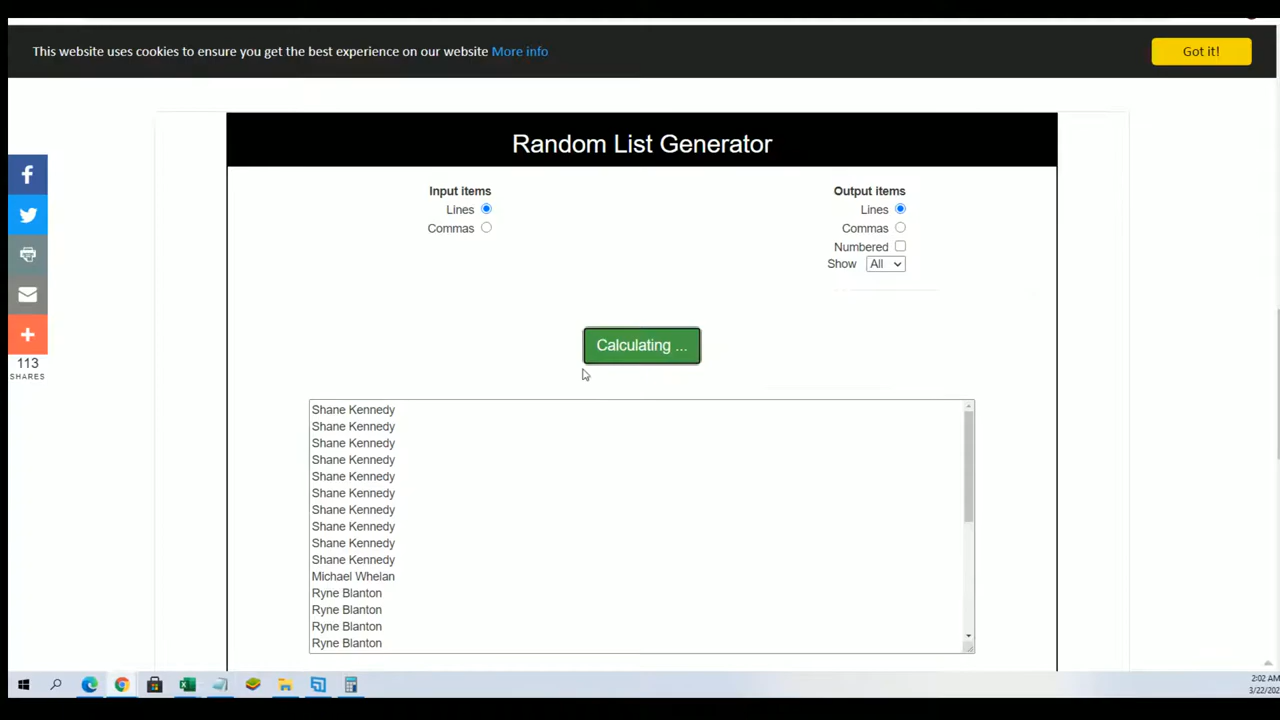 This website uses cookies to ensure you get the best experience on our website More info
Got it!
Random List Generator
Input items
Lines
Commas
Output items
Lines
Commas
Numbered
Show All
113
SHARES
Calculating ...
Shane Kennedy
Shane Kennedy
Shane Kennedy
Shane Kennedy
Shane Kennedy
Shane Kennedy
Shane Kennedy
Shane Kennedy
Shane Kennedy
Shane Kennedy
Michael Whelan
Ryne Blanton
Ryne Blanton
Ryne Blanton
Ryne Blanton
2:02 AM
3/22/202